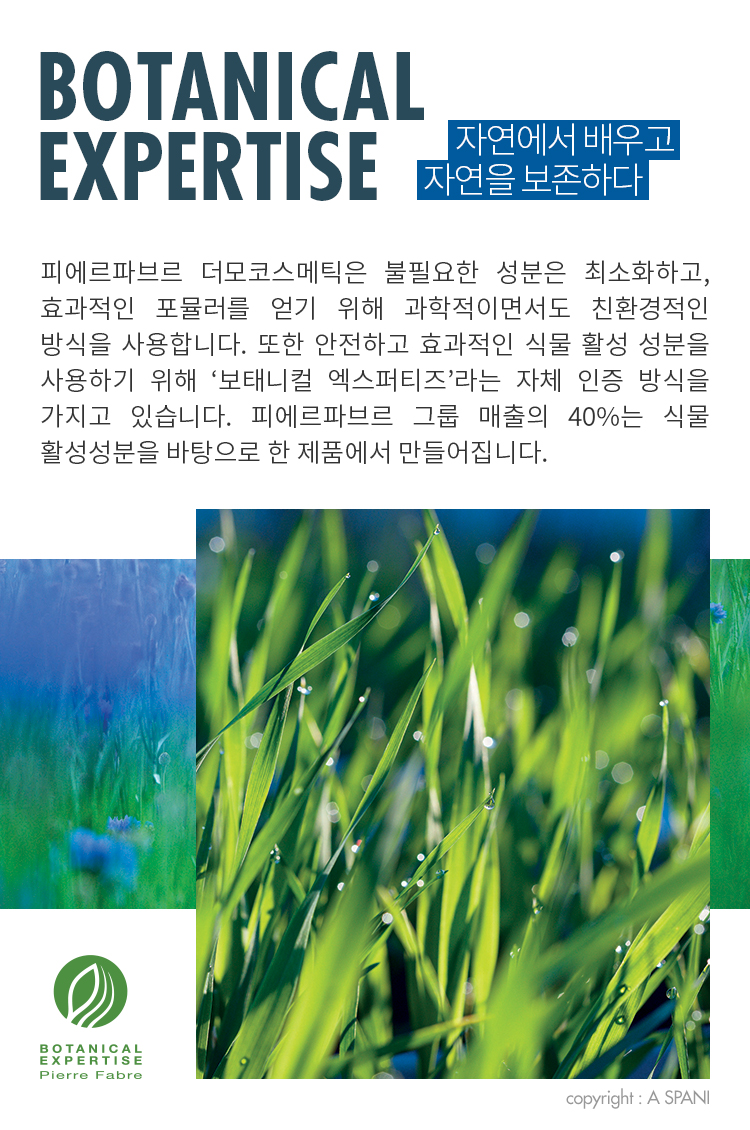 BOTANICAL
EXPERTISE
자연에서 배우고
자연을 보존하다
피에르파브르 더모코스메틱은 불필요한 성분은 최소화하고,
효과적인 포뮬러를 얻기 위해 과학적이면서도 친환경적인
방식을 사용합니다. 또한 안전하고 효과적인 식물 활성 성분을
사용하기 위해 ‘보태니컬 엑스퍼티즈’라는 자체 인증 방식을
가지고 있습니다. 피에르파브르 그룹 매출의 40%는 식물
활성성분을 바탕으로 한 제품에서 만들어집니다.
BOTANICAL
EXPERTISE
Pierre Fabre
copyright : A SPANI